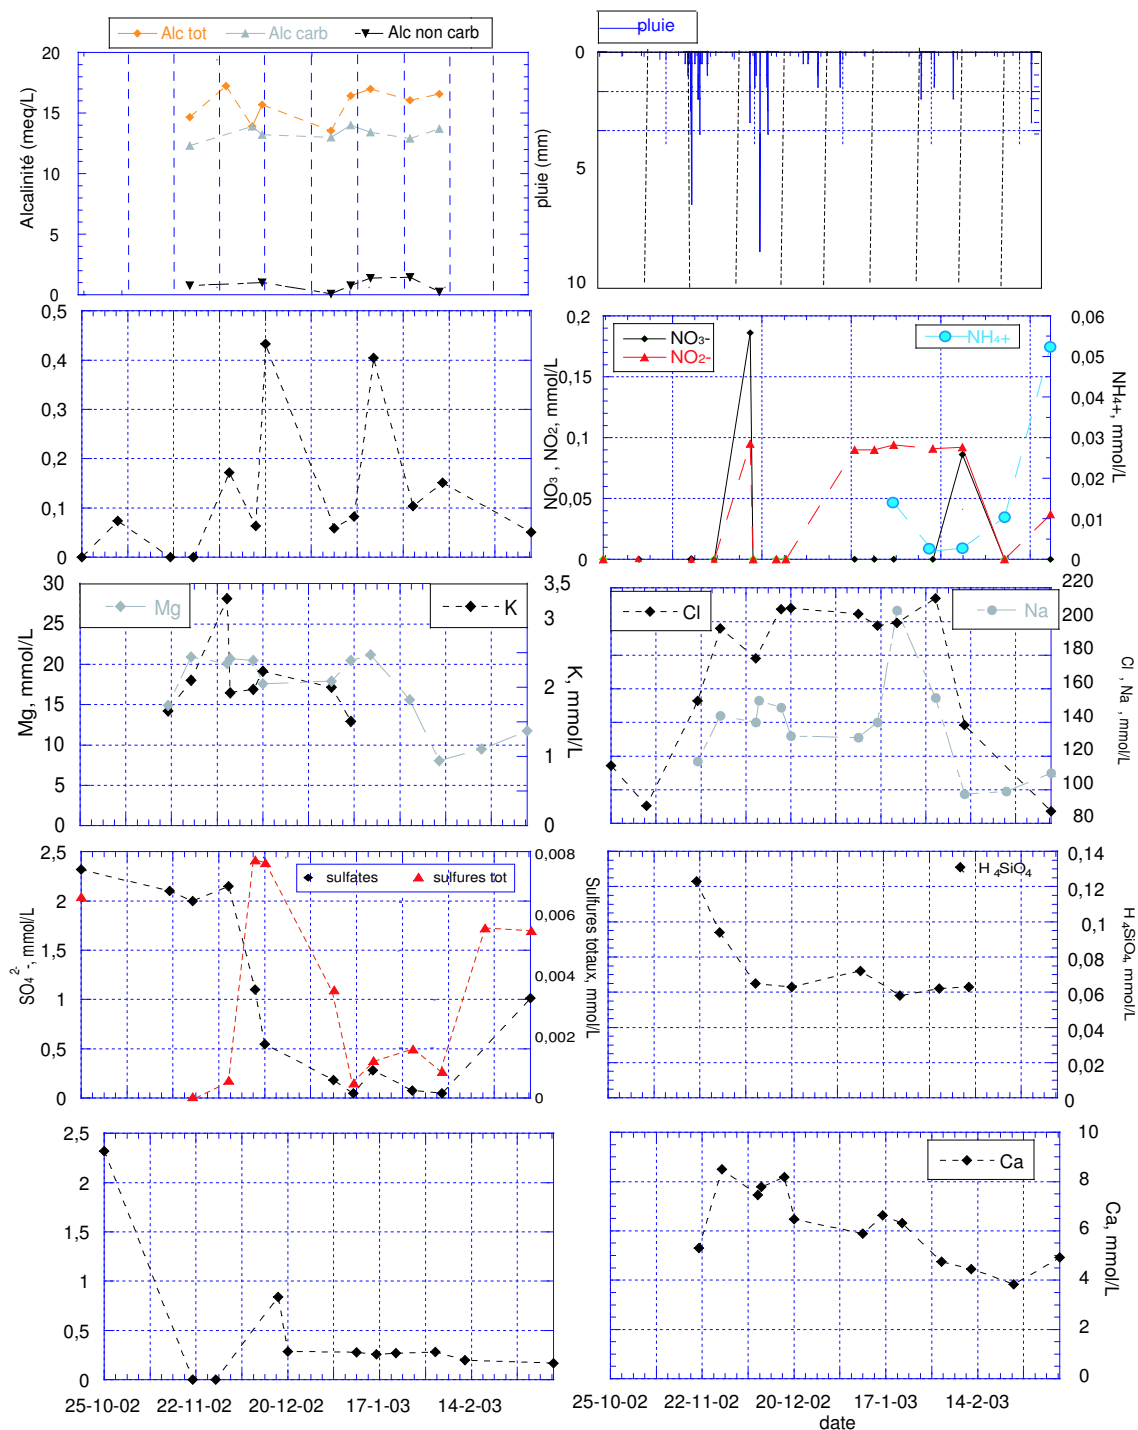 Alc tot Alc carb Alc non carb
pluie
Alcalinité (meq/L)
20
15
10
5
0
pluie (mm)
0
5
10
0,5
0,4
0,3
0,2
0,1
0
NO3-
NO2-
NH4+
NO3 , NO2, mmol/L
0,2
0,15
0,1
0,05
0
0,06
0,05
0,04
0,03
0,02
0,01
0
NH4+, mmol/L
Mg
K
Mg, mmol/L
30
25
20
15
10
5
0
3,5
3
2
1
0
K, mmol/L
Cl
Na
220
200
180
160
140
120
100
80
Cl , Na , mmol/L
sulfates sulfures tot
SO4 2-, mmol/L
2,5
2
1,5
1
0,5
0
0,008
0,006
0,004
0,002
0
Sulfures totaux, mmol/L
H4SiO4
0,14
0,12
0,1
0,08
0,06
0,04
0,02
0
H4SiO4, mmol/L
2,5
2
1,5
1
0,5
0
25-10-02 22-11-02 20-12-02 17-1-03 14-2-03
Ca
10
8
6
4
2
0
Ca, mmol/L
25-10-02 22-11-02 20-12-02 17-1-03 14-2-03
date